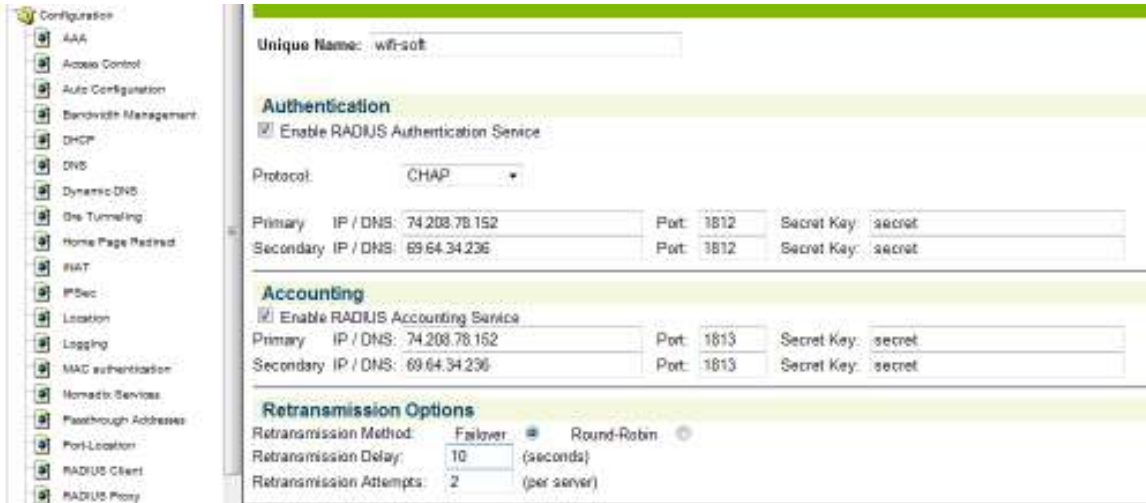 Configuration
AAA
Access Control
Auto Configuration
Bandwidth Management
DHCP
DNS
Dynamic DNS
Gre Tunneling
Home Page Redirect
INAT
IPSec
Location
Logging
MAC authentication
Nomadix Services
Passthrough Addresses
Port-Location
RADIUS Client
RADIUS Proxy
Unique Name: wifi-soft
Authentication
Enable RADIUS Authentication Service
Protocol: CHAP
Primary IP / DNS: 74.208.78.152 Port: 1812 Secret Key: secret
Secondary IP / DNS: 69.64.34.236 Port: 1812 Secret Key: secret
Accounting
Enable RADIUS Accounting Service
Primary IP / DNS: 74.208.78.152 Port: 1813 Secret Key: secret
Secondary IP / DNS: 69.64.34.236 Port: 1813 Secret Key: secret
Retransmission Options
Retransmission Method: Failover Round-Robin
Retransmission Delay: 10 (seconds)
Retransmission Attempts: 2 (per server)